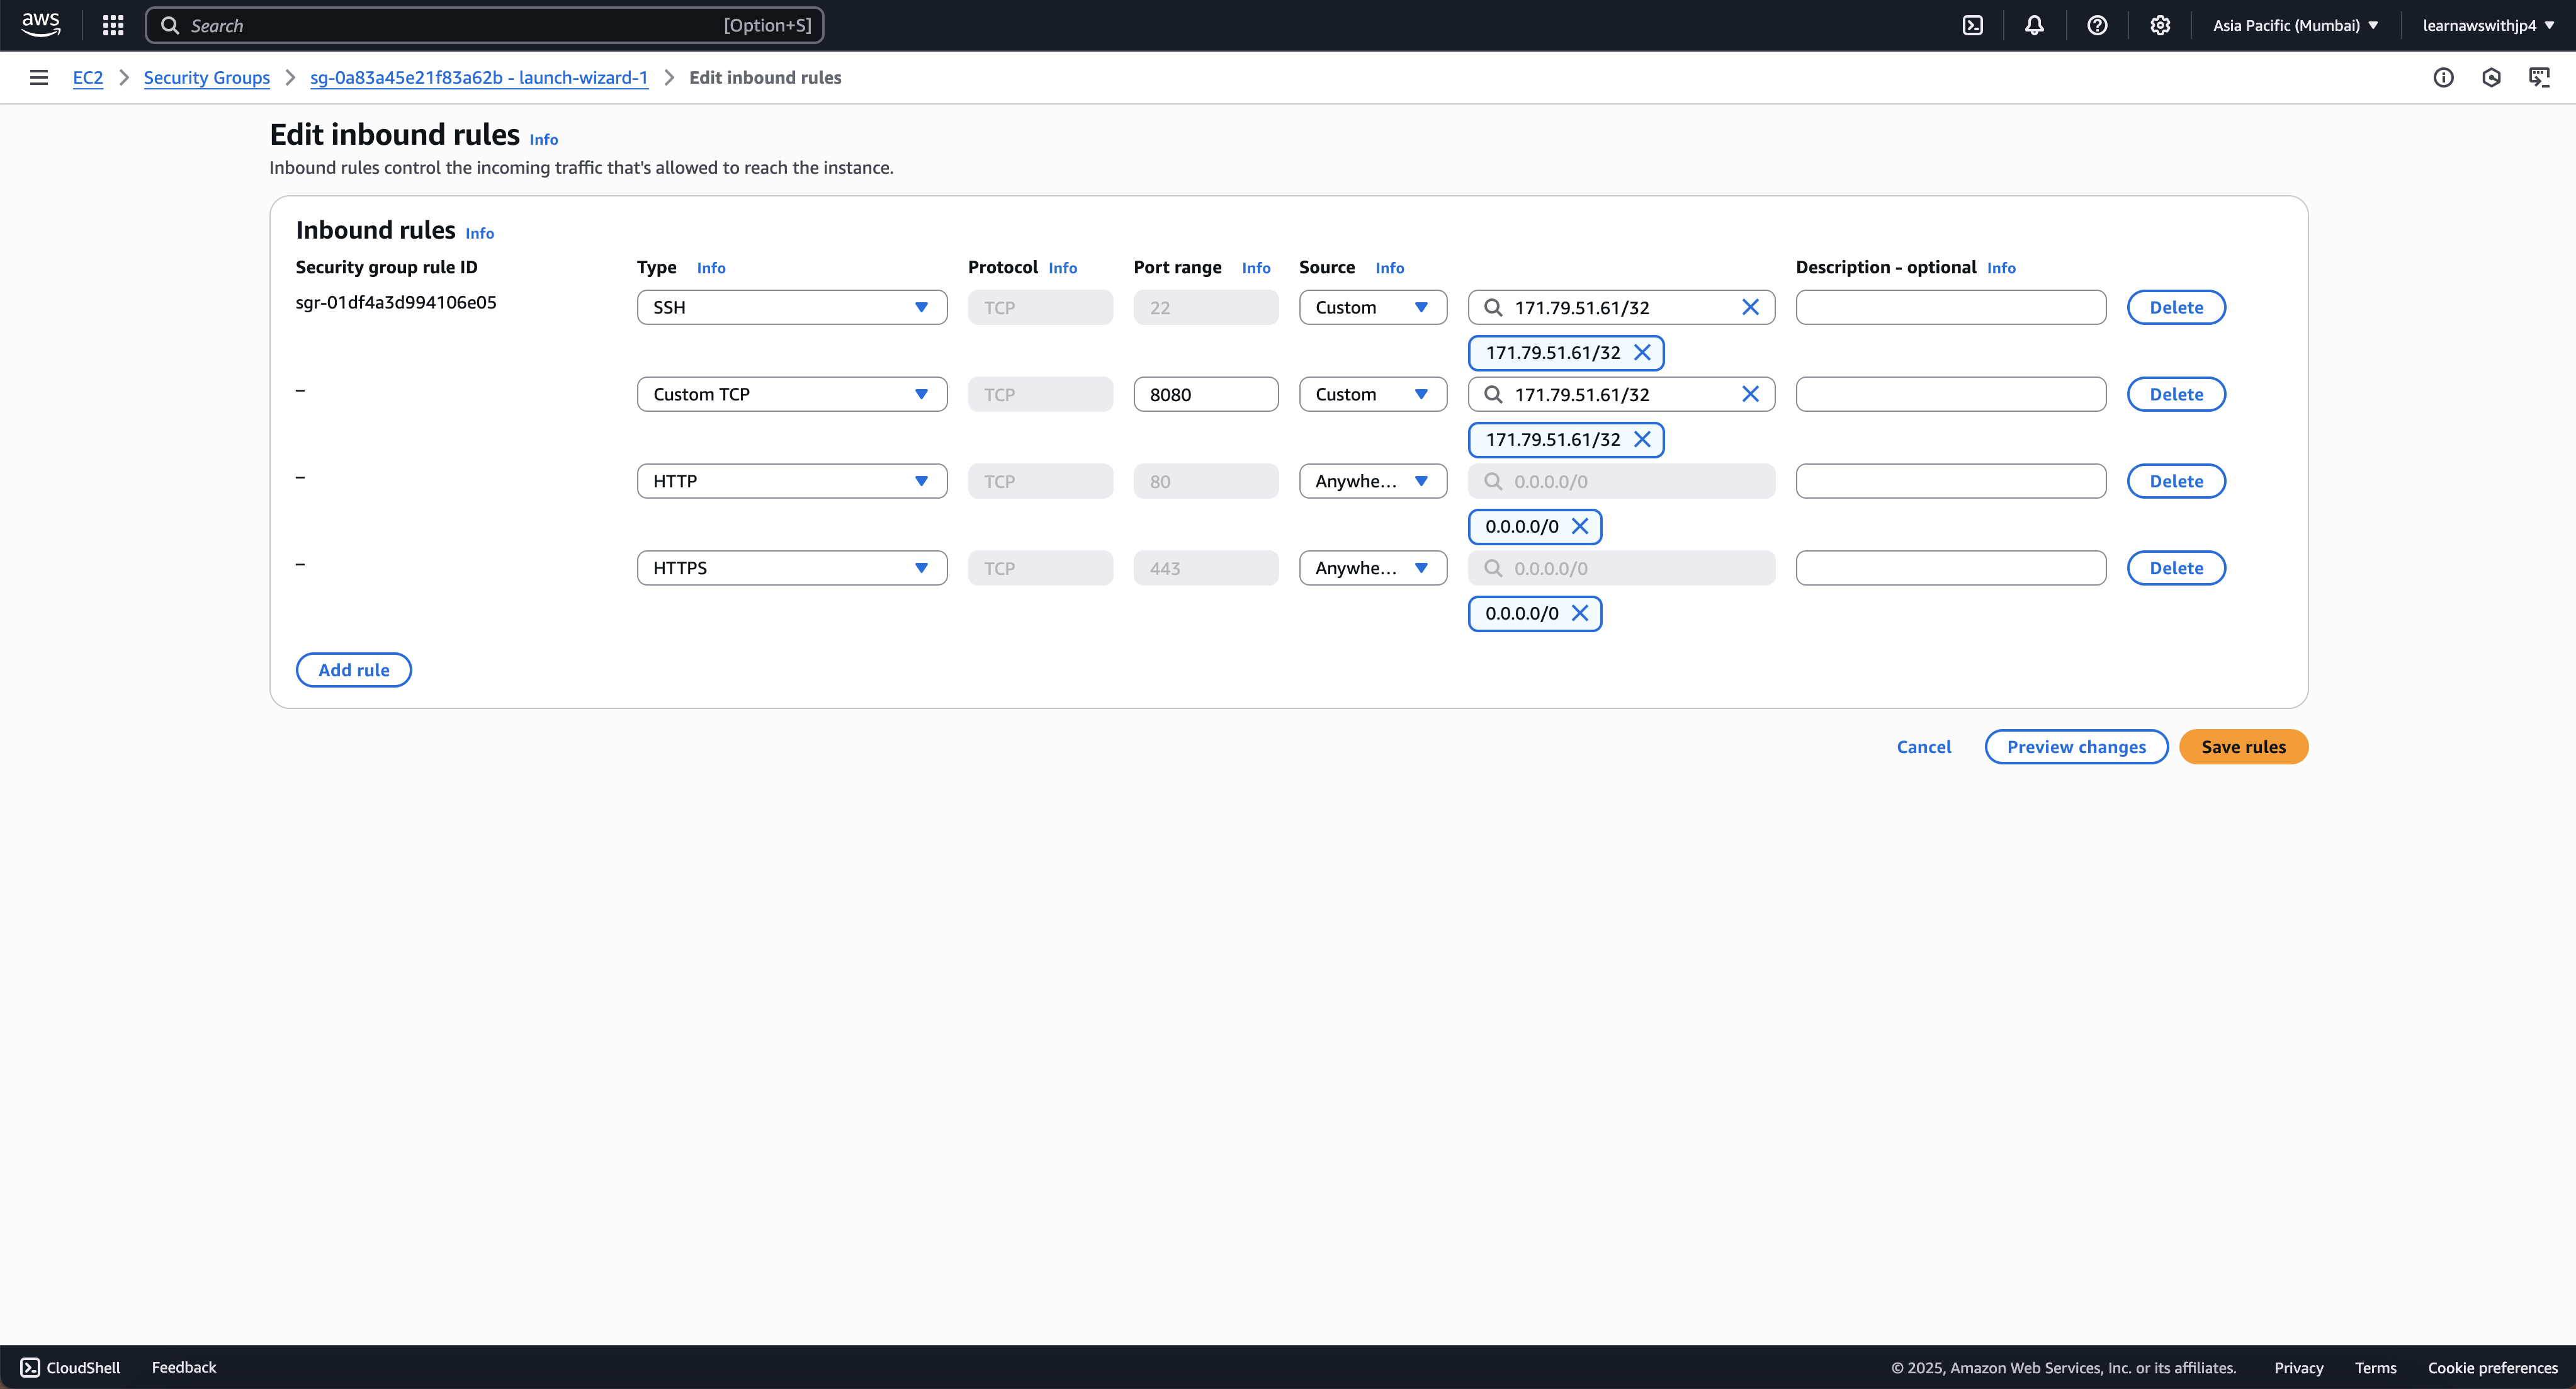 aws
Search [Option+S] Asia Pacific (Mumbai) learnawswithjp4
EC2 Security Groups sg-0a83a45e21f83a62b - launch-wizard-1 Edit inbound rules
Edit inbound rules Info
Inbound rules control the incoming traffic that's allowed to reach the instance.
Inbound rules Info
Security group rule ID Type Info Protocol Info Port range Info Source Info Description - optional Info
sgr-01df4a3d994106e05 SSH TCP 22 Custom 171.79.51.61/32 Delete
171.79.51.61/32
– Custom TCP TCP 8080 Custom 171.79.51.61/32 Delete
171.79.51.61/32
– HTTP TCP 80 Anywhe... 0.0.0.0/0 Delete
0.0.0.0/0
– HTTPS TCP 443 Anywhe... 0.0.0.0/0 Delete
0.0.0.0/0
Add rule
Cancel Preview changes Save rules
CloudShell Feedback © 2025, Amazon Web Services, Inc. or its affiliates. Privacy Terms Cookie preferences